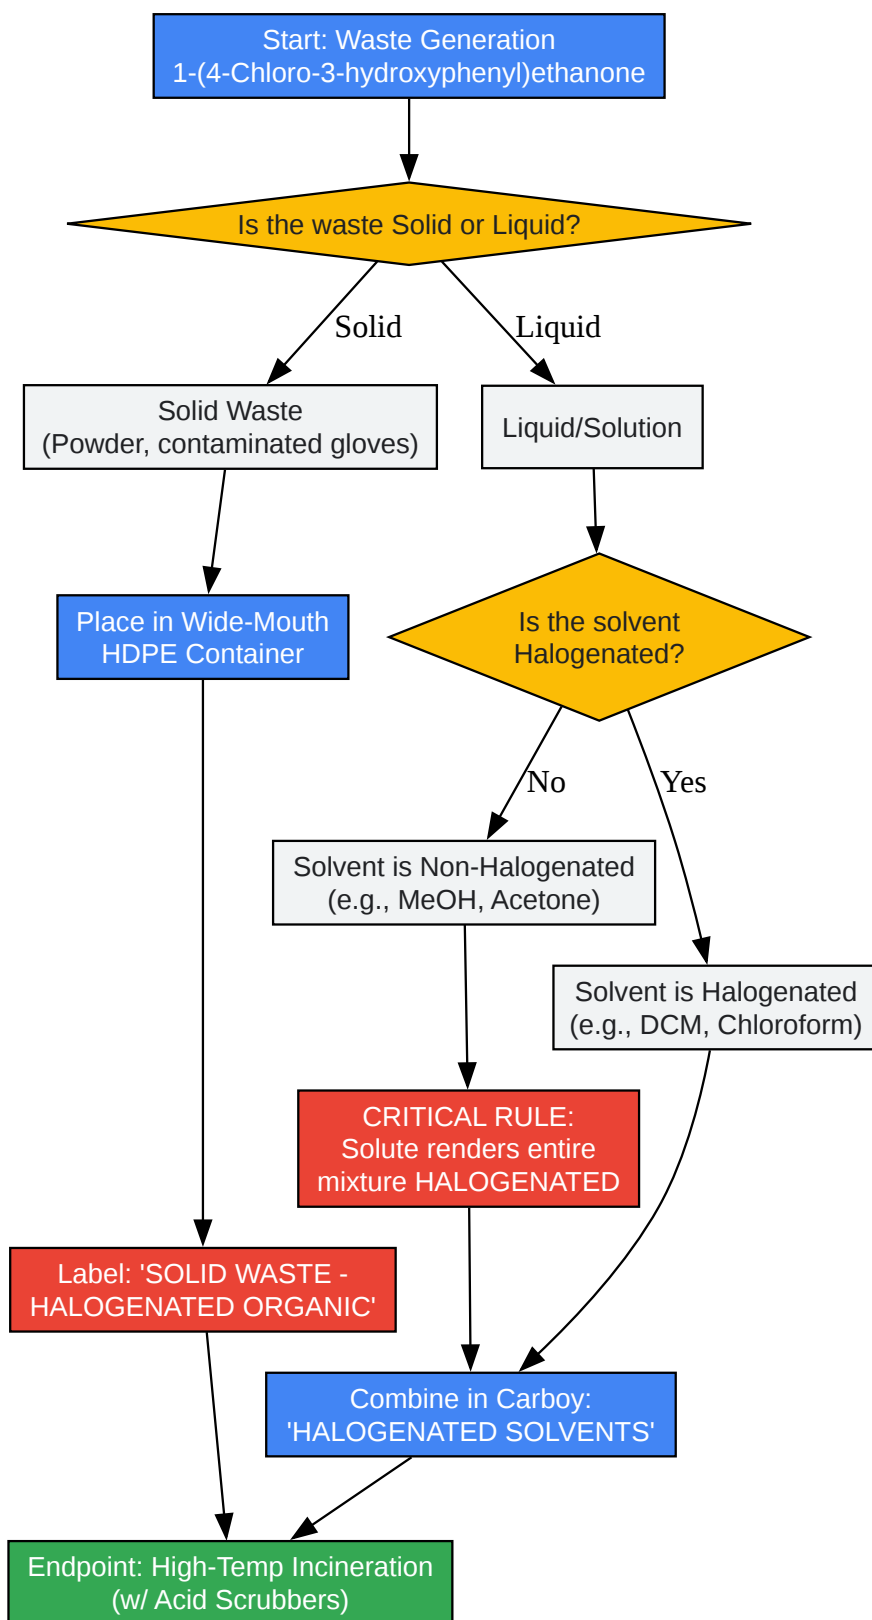 Start: Waste Generation
1-(4-Chloro-3-hydroxyphenyl)ethanone
Is the waste Solid or Liquid?
Solid
Liquid
Solid Waste
(Powder, contaminated gloves)
Liquid/Solution
Place in Wide-Mouth
HDPE Container
Is the solvent
Halogenated?
No
Yes
Solvent is Non-Halogenated
(e.g., MeOH, Acetone)
Solvent is Halogenated
(e.g., DCM, Chloroform)
CRITICAL RULE:
Solute renders entire
mixture HALOGENATED
Label: 'SOLID WASTE -
HALOGENATED ORGANIC'
Combine in Carboy:
'HALOGENATED SOLVENTS'
Endpoint: High-Temp Incineration
(w/ Acid Scrubbers)